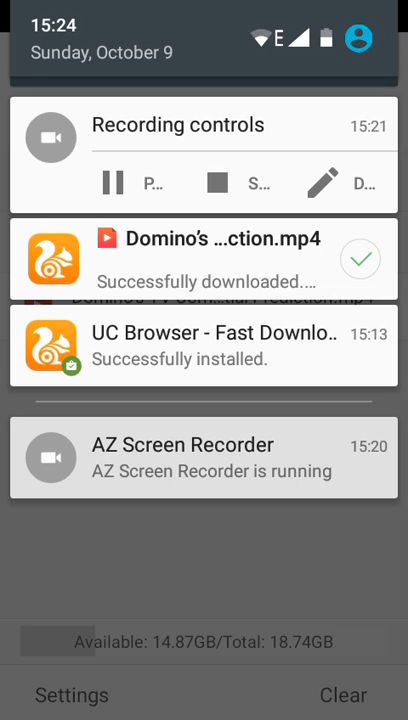 15:24
Sunday, October 9
E
Recording controls 15:21
P... S... D...
Domino’s ...ction.mp4
Successfully downloaded....
UC Browser - Fast Downlo.. 15:13
Successfully installed.
AZ Screen Recorder 15:20
AZ Screen Recorder is running
Available: 14.87GB/Total: 18.74GB
Settings Clear